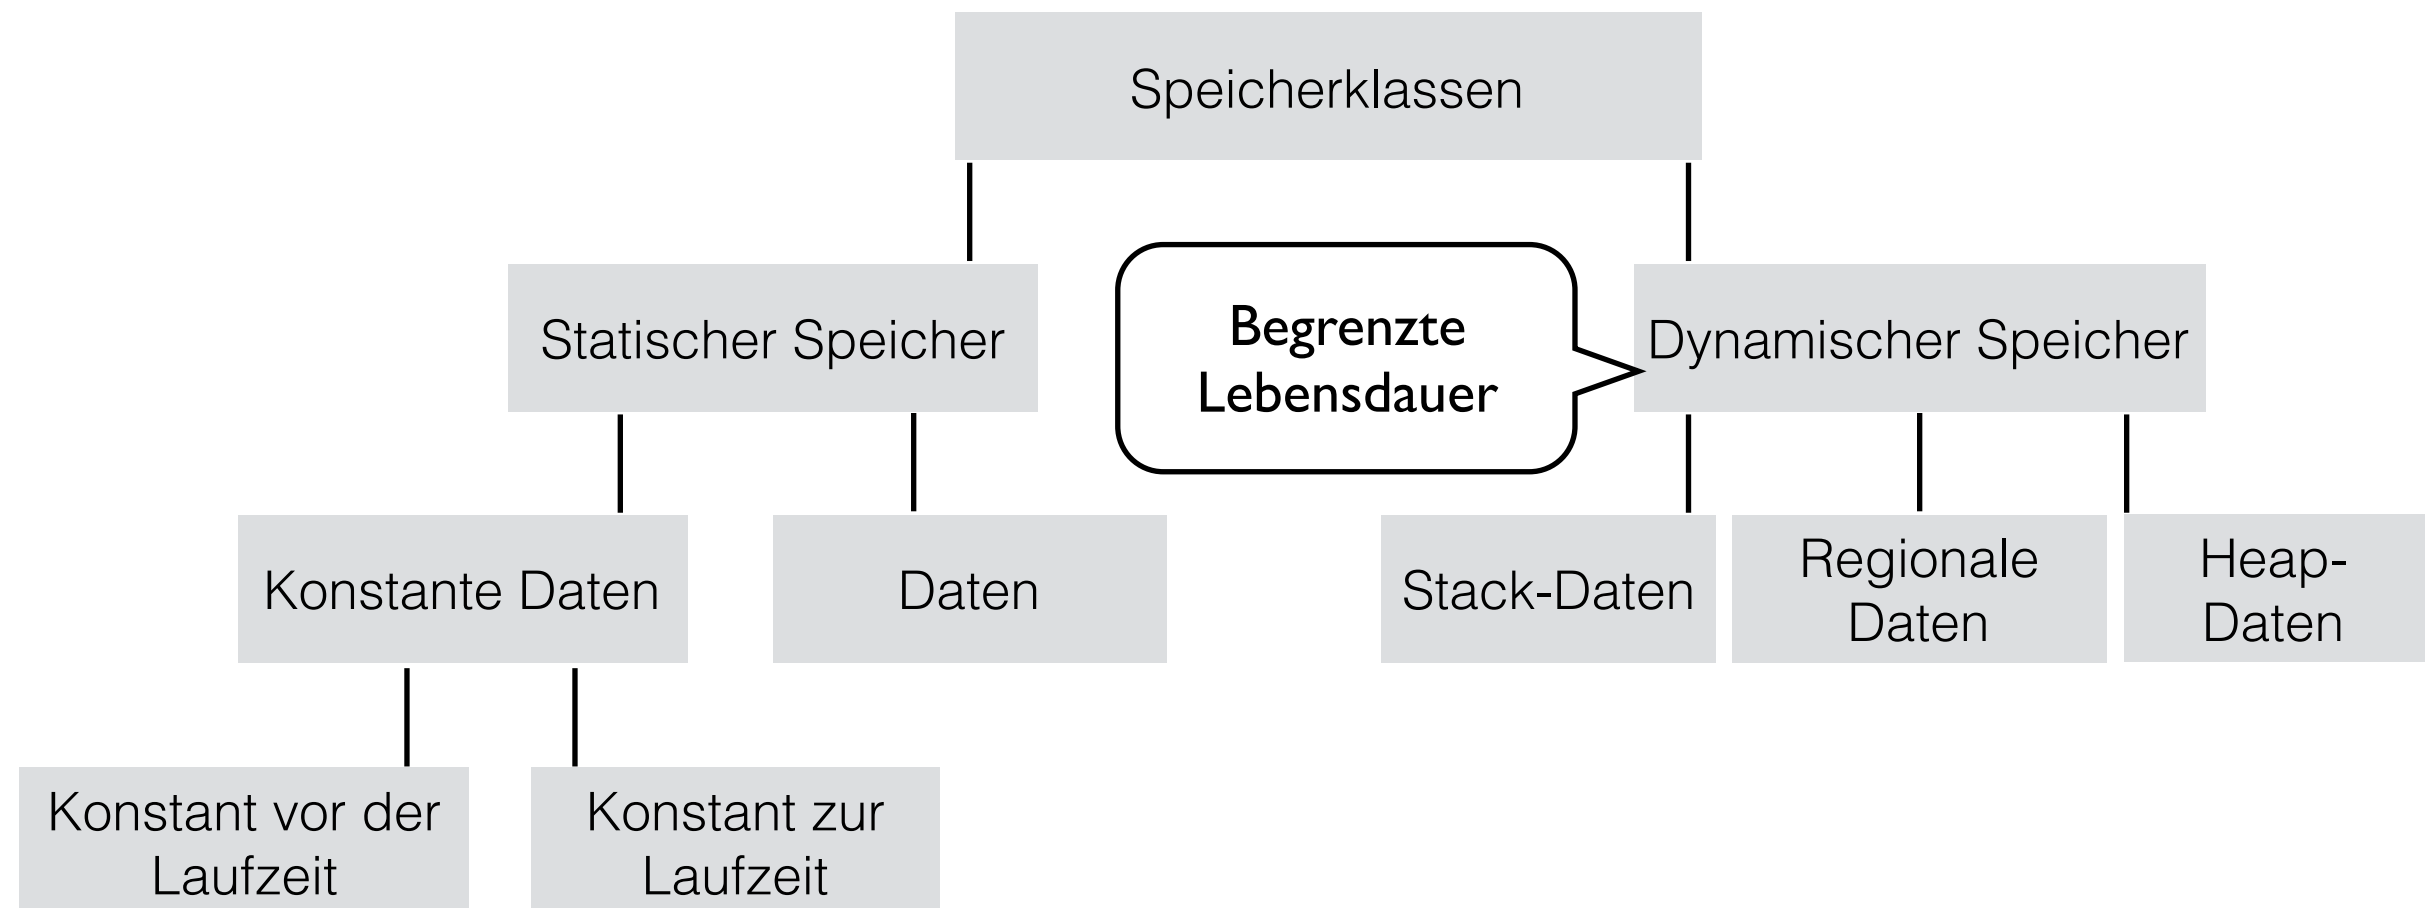 Speicherklassen
Statischer Speicher
Begrenzte
Lebensdauer
Dynamischer Speicher
Konstante Daten
Daten
Stack-Daten
Regionale
Daten
Heap-
Daten
Konstant vor der
Laufzeit
Konstant zur
Laufzeit